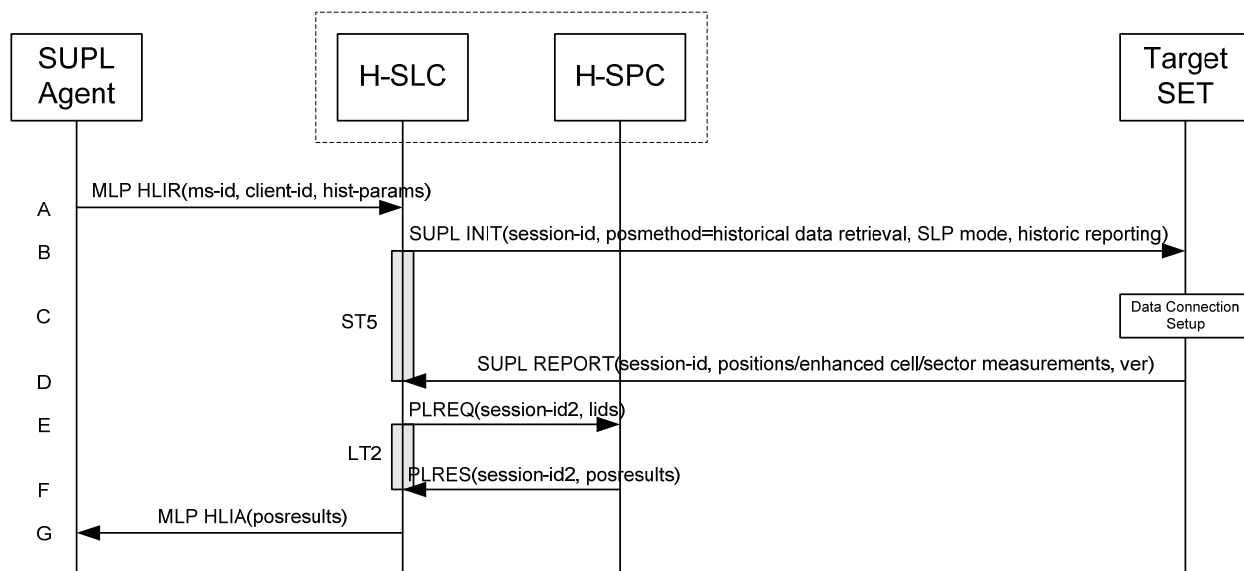 SUPL
Agent
H-SLC
H-SPC
Target
SET
MLP HLIR(ms-id, client-id, hist-params)
A
SUPL INIT(session-id, posmethod=historical data retrieval, SLP mode, historic reporting)
B
C
ST5
Data Connection
Setup
SUPL REPORT(session-id, positions/enhanced cell/sector measurements, ver)
D
PLREQ(session-id2, lids)
E
LT2
PLRES(session-id2, posresults)
F
MLP HLIA(posresults)
G